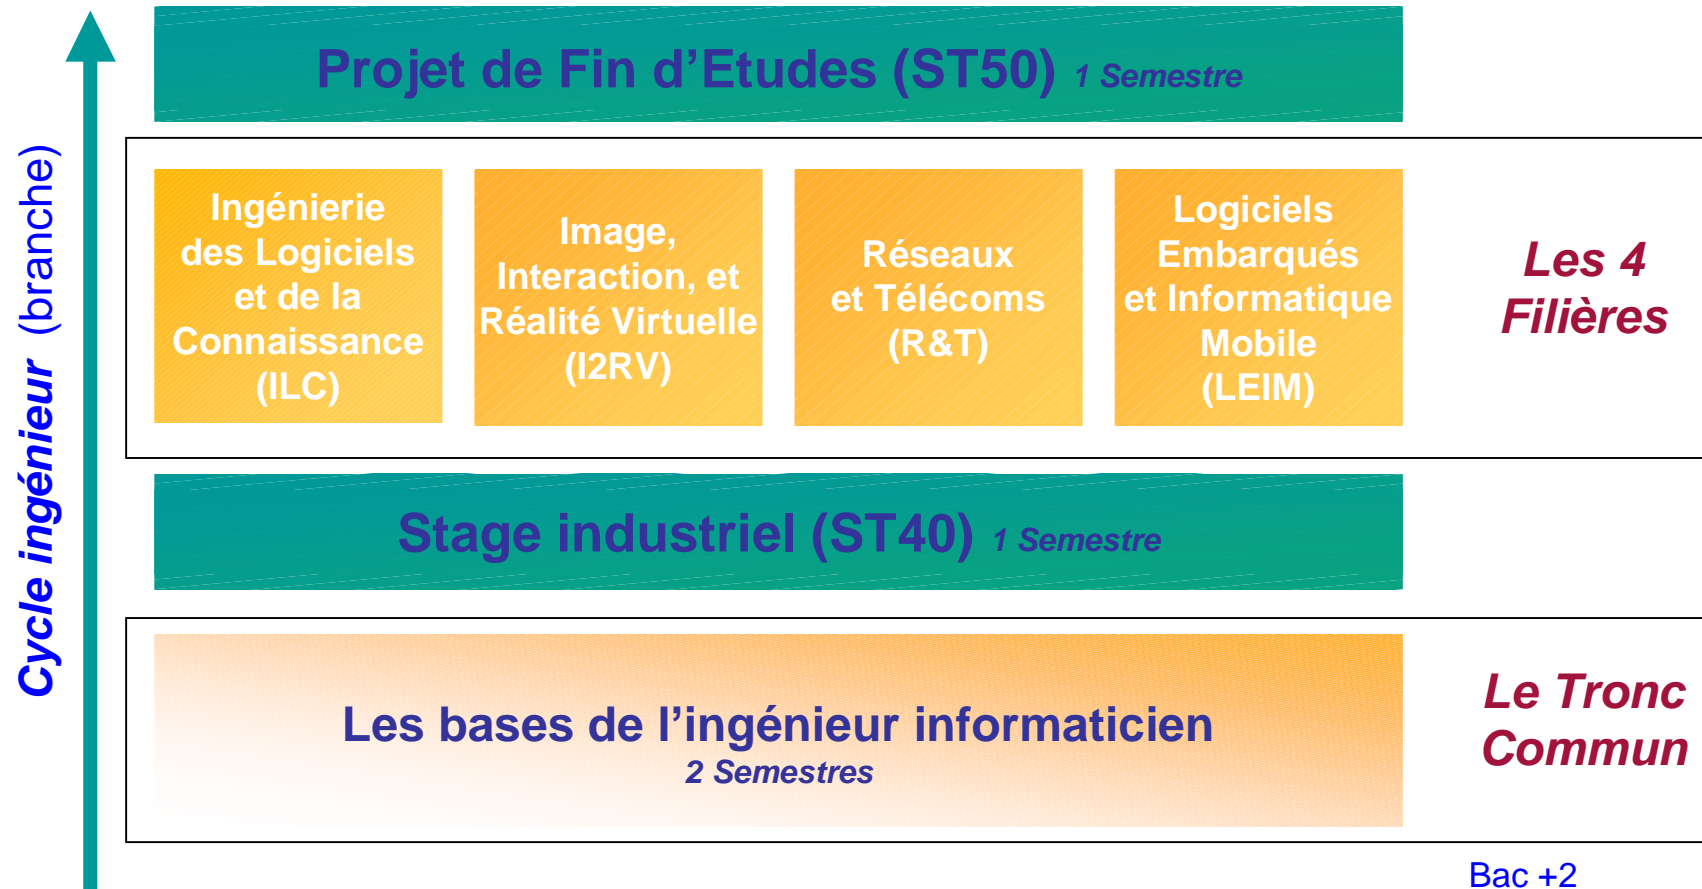 Projet de Fin d’Etudes (ST50) 1 Semestre
Cycle ingénieur (branche)
Ingénierie
des Logiciels
et de la
Connaissance
(ILC)
Image,
Interaction, et
Réalité Virtuelle
(I2RV)
Réseaux
et Télécoms
(R&T)
Logiciels
Embarqués
et Informatique
Mobile
(LEIM)
Les 4
Filières
Stage industriel (ST40) 1 Semestre
Les bases de l’ingénieur informaticien
2 Semestres
Le Tronc
Commun
Bac +2